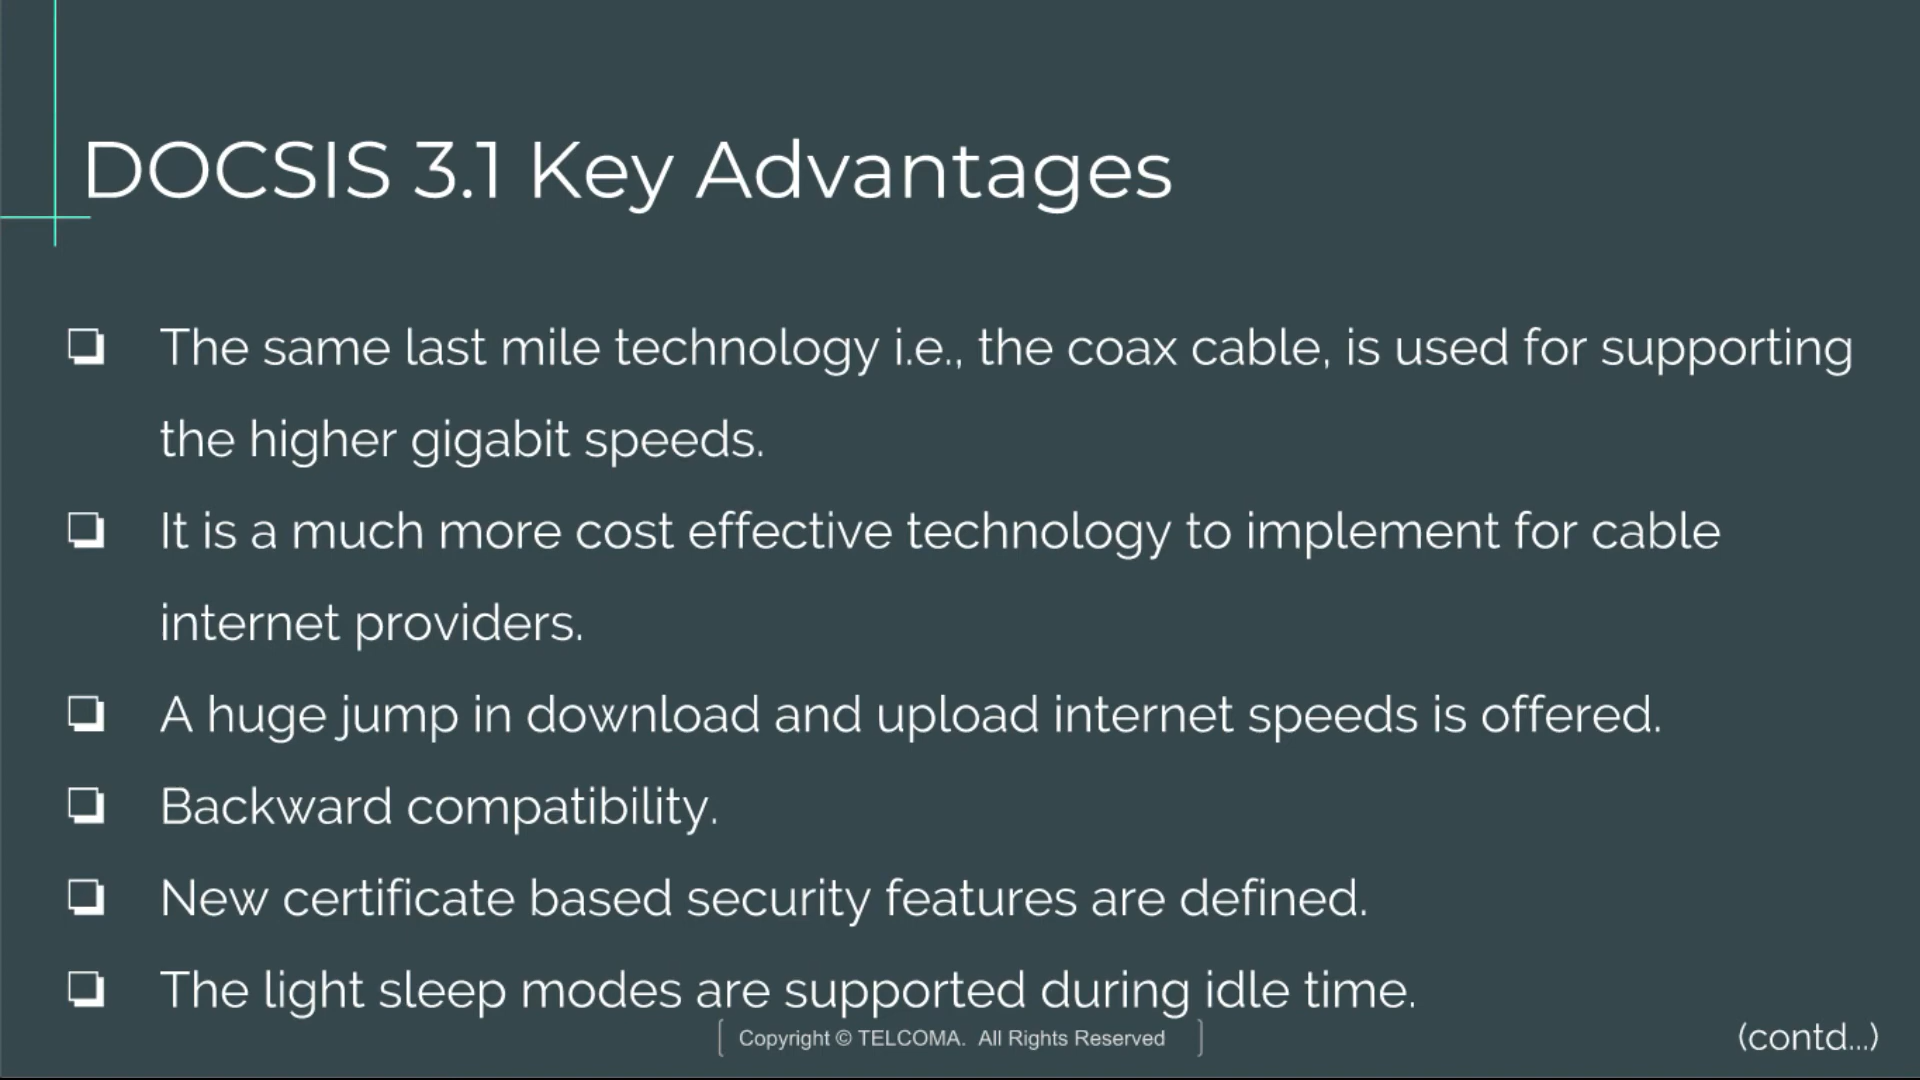 DOCSIS 3.1 Key Advantages
❏ The same last mile technology i.e., the coax cable, is used for supporting
the higher gigabit speeds.
❏ It is a much more cost effective technology to implement for cable
internet providers.
❏ A huge jump in download and upload internet speeds is offered.
❏ Backward compatibility.
❏ New certificate based security features are defined.
❏ The light sleep modes are supported during idle time.
Copyright © TELCOMA. All Rights Reserved
(contd...)